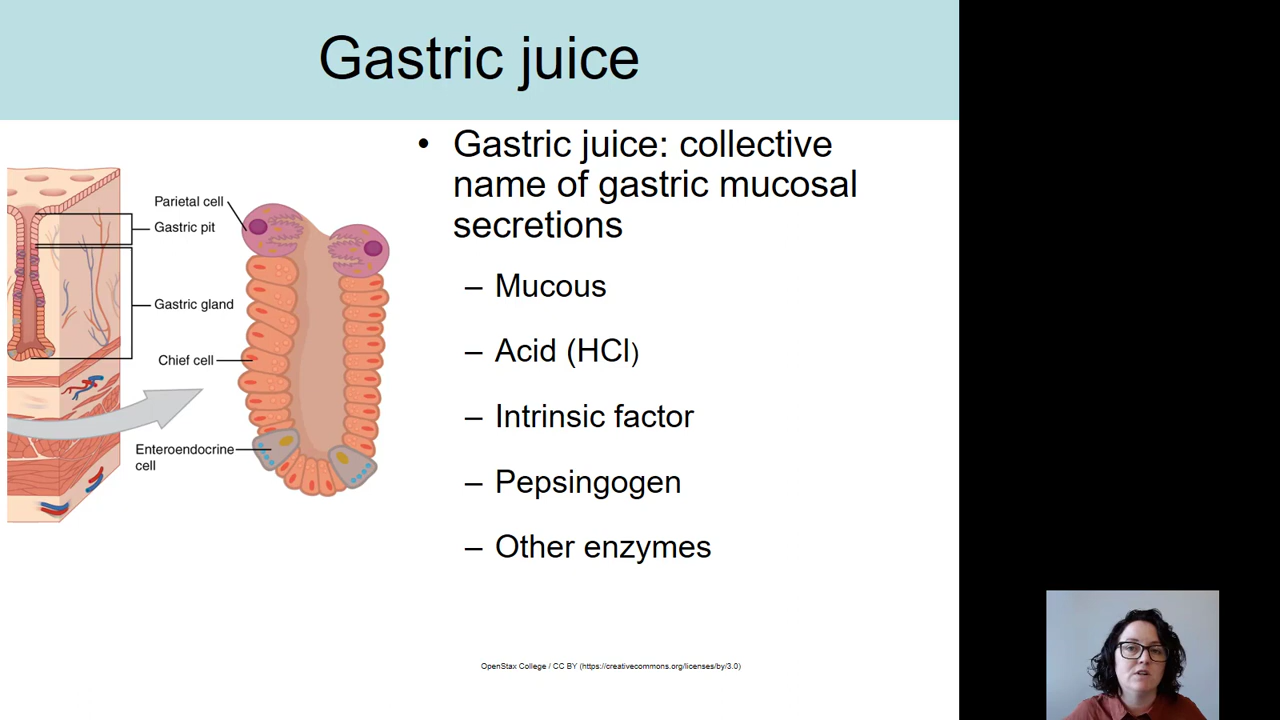 Gastric juice
Parietal cell
Gastric pit
Gastric gland
Chief cell
Enteroendocrine
cell
• Gastric juice: collective
name of gastric mucosal
secretions
– Mucous
– Acid (HCl)
– Intrinsic factor
– Pepsingogen
– Other enzymes
OpenStax College / CC BY (https://creativecommons.org/licenses/by/3.0)